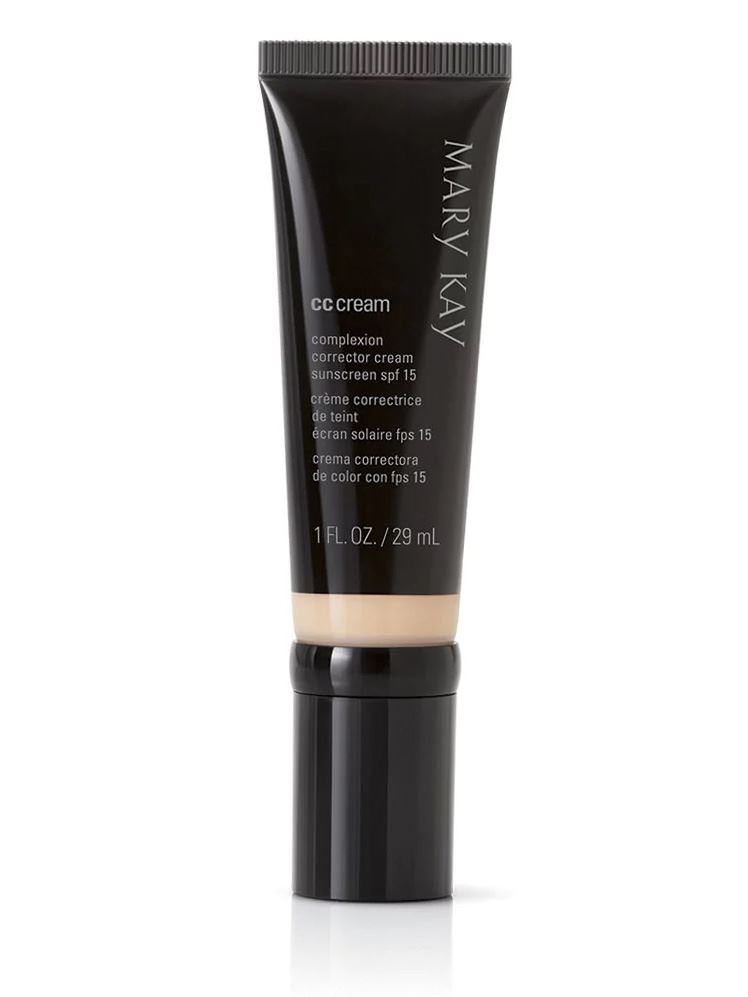 MARY KAY
cc cream
complexion
corrector cream
sunscreen spf 15
crème correctrice
de teint
écran solaire fps 15
crema correctora
de color con fps 15
1 FL. OZ. / 29 mL